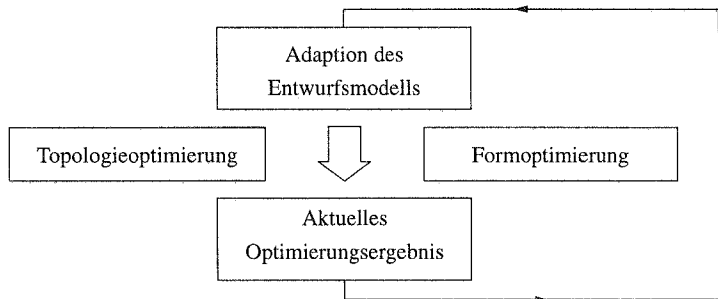 Adaption des
Entwurfsmodells
Topologieoptimierung
Formoptimierung
Aktuelles
Optimierungsergebnis